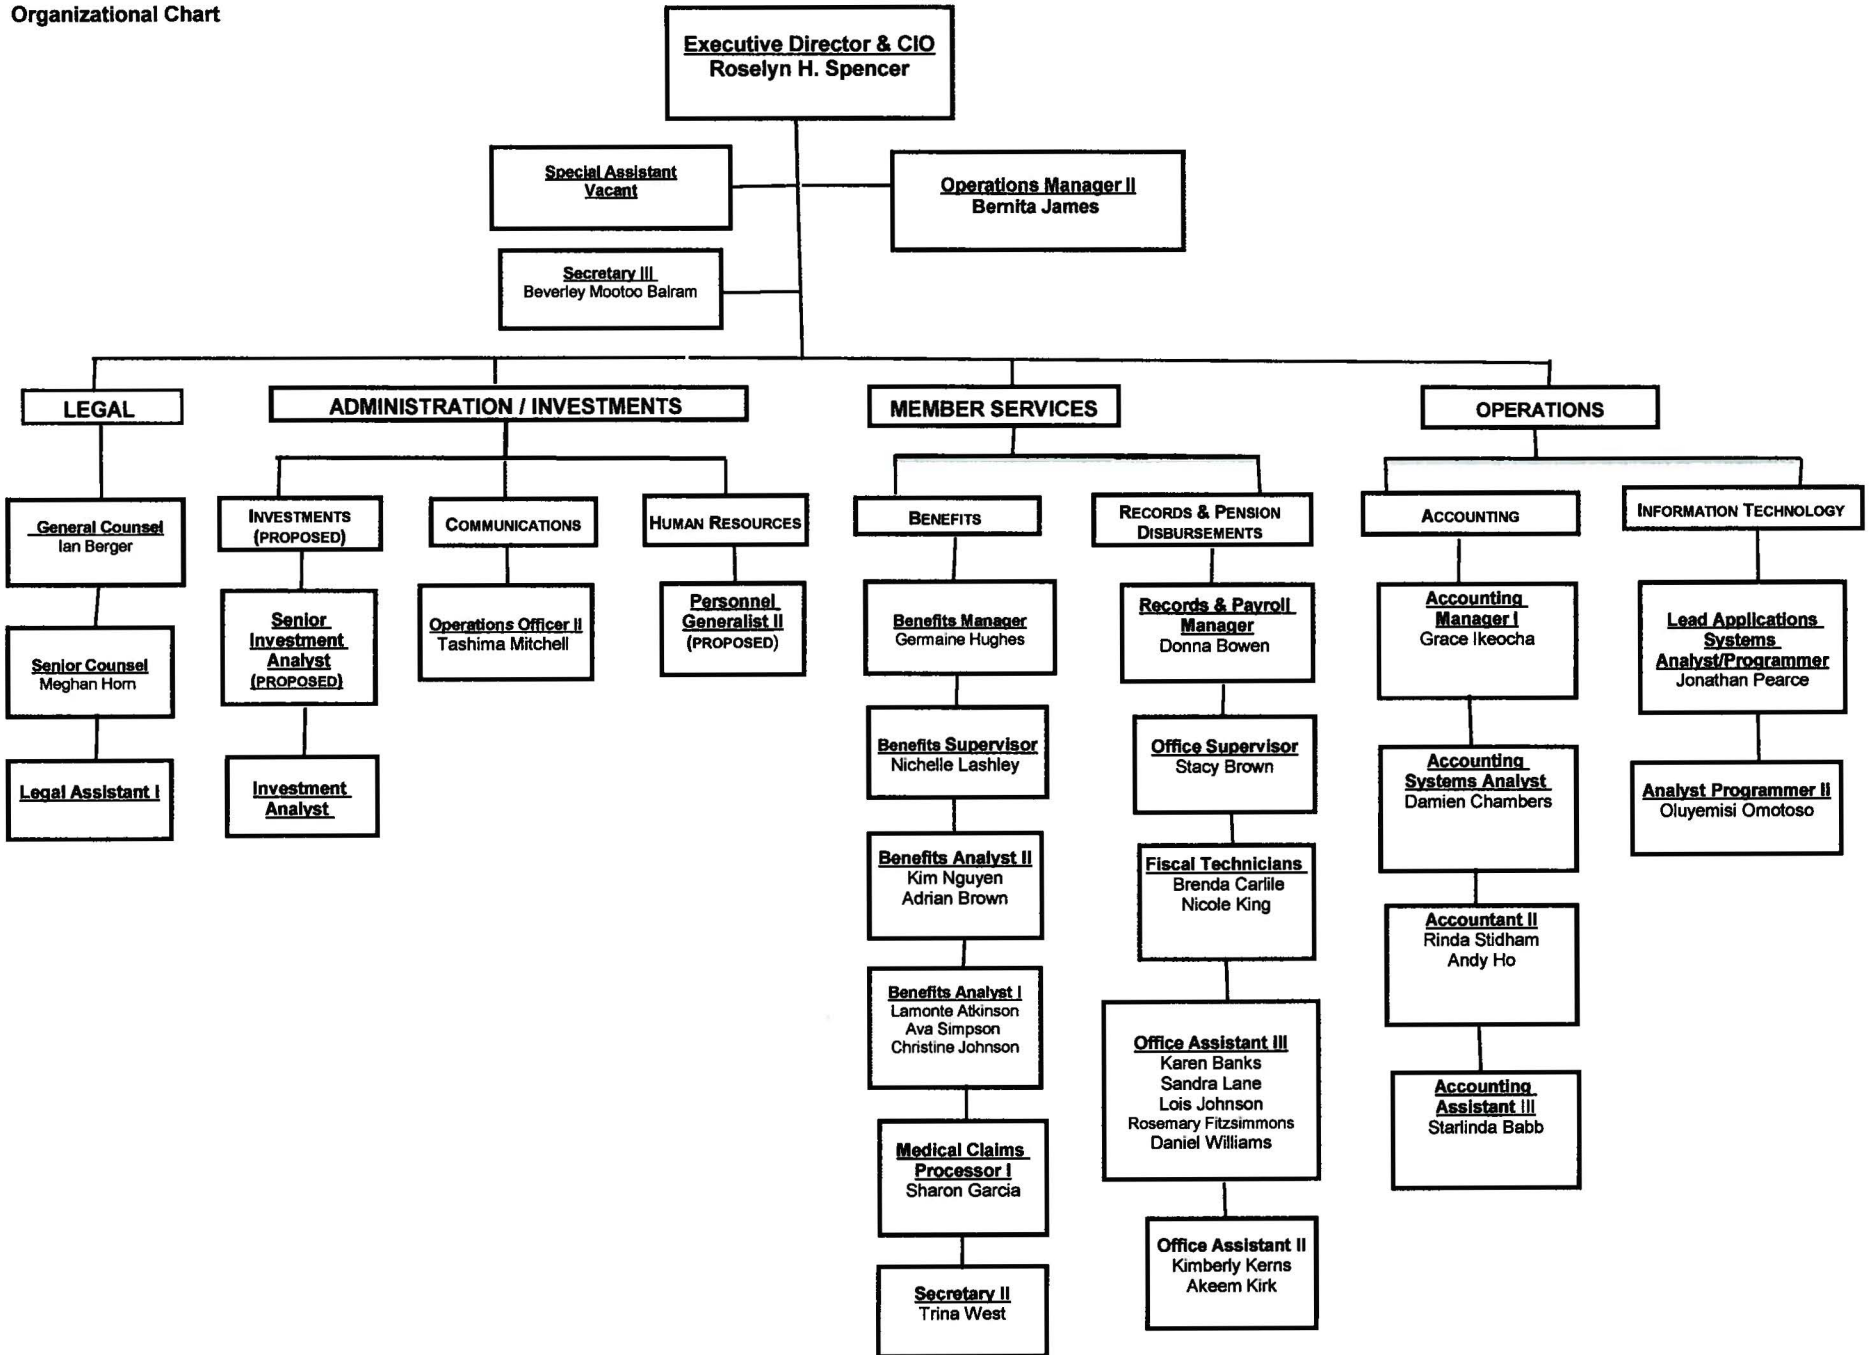 Organizational Chart
Executive Director & CIO
Roselyn H. Spencer
Special Assistant
Vacant
Operations Manager II
Bernita James
Secretary III
Beverley Mootoo Balram
LEGAL
ADMINISTRATION / INVESTMENTS
MEMBER SERVICES
OPERATIONS
General Counsel
Ian Berger
Senior Counsel
Meghan Horn
Legal Assistant I
INVESTMENTS
(PROPOSED)
Senior
Investment
Analyst
(PROPOSED)
Investment
Analyst
COMMUNICATIONS
Operations Officer II
Tashima Mitchell
HUMAN RESOURCES
Personnel
Generalist II
(PROPOSED)
BENEFITS
Benefits Manager
Germaine Hughes
Benefits Supervisor
Nichelle Lashley
Benefits Analyst II
Kim Nguyen
Adrian Brown
Benefits Analyst I
Lamonte Atkinson
Ava Simpson
Christine Johnson
Medical Claims
Processor I
Sharon Garcia
Secretary II
Trina West
RECORDS & PENSION
DISBURSEMENTS
Records & Payroll
Manager
Donna Bowen
Office Supervisor
Stacy Brown
Fiscal Technicians
Brenda Carlile
Nicole King
Office Assistant III
Karen Banks
Sandra Lane
Lois Johnson
Rosemary Fitzsimmons
Daniel Williams
Office Assistant II
Kimberly Kerns
Akeem Kirk
ACCOUNTING
Accounting
Manager I
Grace Ikeocha
Accounting
Systems Analyst
Damien Chambers
Accountant II
Rinda Stidham
Andy Ho
Accounting
Assistant III
Starlinda Babb
INFORMATION TECHNOLOGY
Lead Applications
Systems
Analyst/Programmer
Jonathan Pearce
Analyst Programmer II
Oluyemisi Omotoso